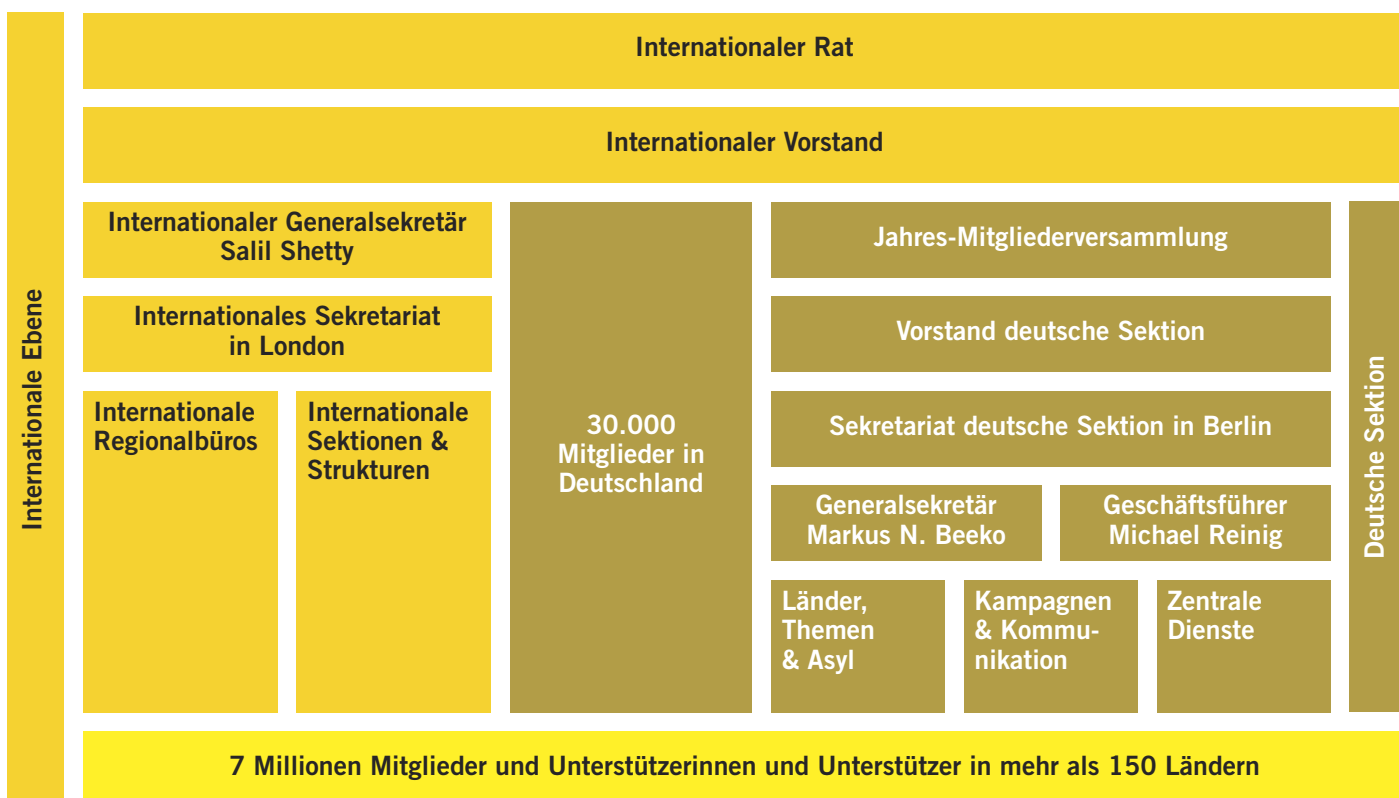 Internationale Ebene
Internationaler Rat
Internationaler Vorstand
Internationaler Generalsekretär
Salil Shetty
Internationales Sekretariat
in London
Internationale
Regionalbüros
Internationale
Sektionen &
Strukturen
30.000
Mitglieder in
Deutschland
Jahres-Mitgliederversammlung
Vorstand deutsche Sektion
Sekretariat deutsche Sektion in Berlin
Generalsekretär
Markus N. Beeko
Geschäftsführer
Michael Reinig
Länder,
Themen
& Asyl
Kampagnen
& Kommu-
nikation
Zentrale
Dienste
Deutsche Sektion
7 Millionen Mitglieder und Unterstützerinnen und Unterstützer in mehr als 150 Ländern